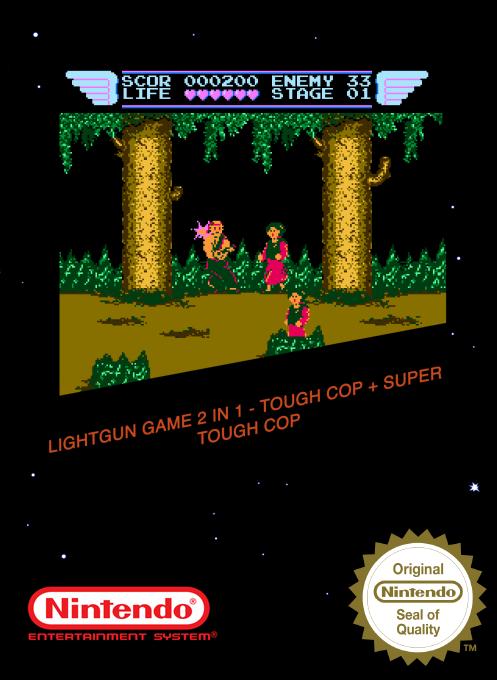 SCOR 000200 ENEMY 33
LIFE STAGE 01
LIGHTGUN GAME 2 IN 1 - TOUGH COP + SUPER
TOUGH COP
Nintendo®
ENTERTAINMENT SYSTEM®
Original
Nintendo
Seal of
Quality
TM